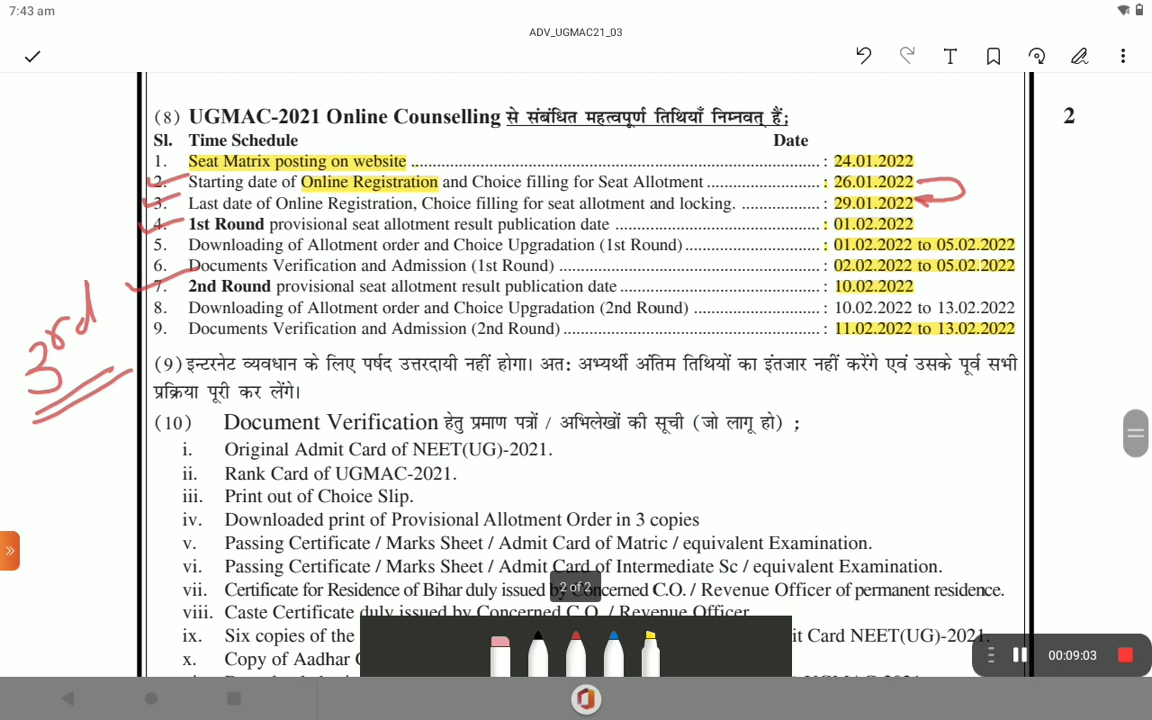 7:43 am
ADV_UGMAC21_03
2
(8) UGMAC-2021 Online Counselling से संबंधित महत्वपूर्ण तिथियाँ निम्नवत् हैं;
Sl. Time Schedule Date
1. Seat Matrix posting on website : 24.01.2022
2. Starting date of Online Registration and Choice filling for Seat Allotment : 26.01.2022
3. Last date of Online Registration, Choice filling for seat allotment and locking. : 29.01.2022
4. 1st Round provisional seat allotment result publication date : 01.02.2022
5. Downloading of Allotment order and Choice Upgradation (1st Round) : 01.02.2022 to 05.02.2022
6. Documents Verification and Admission (1st Round) : 02.02.2022 to 05.02.2022
7. 2nd Round provisional seat allotment result publication date : 10.02.2022
8. Downloading of Allotment order and Choice Upgradation (2nd Round) : 10.02.2022 to 13.02.2022
9. Documents Verification and Admission (2nd Round) : 11.02.2022 to 13.02.2022
3rd
(9) इन्टरनेट व्यवधान के लिए पर्षद उत्तरदायी नहीं होगा। अत: अभ्यर्थी अंतिम तिथियों का इंतजार नहीं करेंगे एवं उसके पूर्व सभी
प्रक्रिया पूरी कर लेंगे।
(10) Document Verification हेतु प्रमाण पत्रों / अभिलेखों की सूची (जो लागू हो) ;
i. Original Admit Card of NEET(UG)-2021.
ii. Rank Card of UGMAC-2021.
iii. Print out of Choice Slip.
iv. Downloaded print of Provisional Allotment Order in 3 copies
v. Passing Certificate / Marks Sheet / Admit Card of Matric / equivalent Examination.
vi. Passing Certificate / Marks Sheet / Admit Card of Intermediate Sc / equivalent Examination.
2 of 2
vii. Certificate for Residence of Bihar duly issued by Concerned C.O. / Revenue Officer of permanent residence.
viii. Caste Certificate duly issued by Concerned C.O. / Revenue Officer
ix. Six copies of the it Card NEET(UG)-2021.
x. Copy of Aadhar
00:09:03